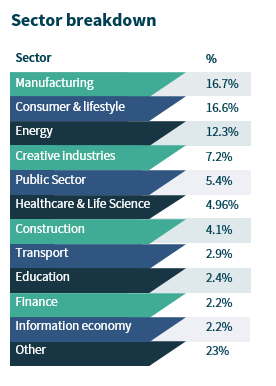 Sector breakdown
Sector %
Manufacturing 16.7%
Consumer & lifestyle 16.6%
Energy 12.3%
Creative industries 7.2%
Public Sector 5.4%
Healthcare & Life Science 4.96%
Construction 4.1%
Transport 2.9%
Education 2.4%
Finance 2.2%
Information economy 2.2%
Other 23%